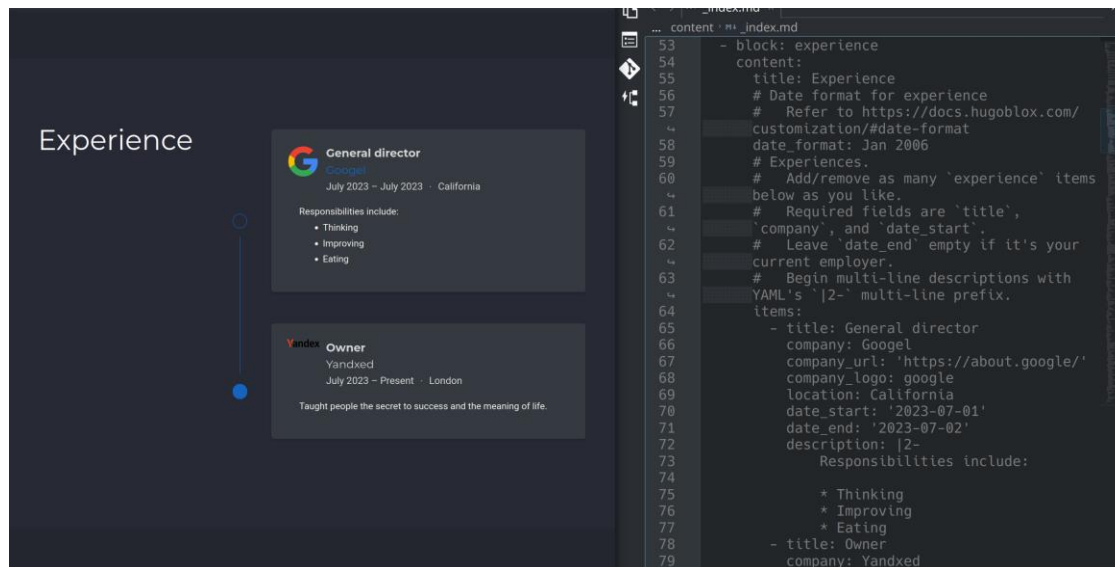 Experience
General director
Googel
July 2023 – July 2023 · California
Responsibilities include:
• Thinking
• Improving
• Eating
Yandex
Owner
Yandxed
July 2023 – Present · London
Taught people the secret to success and the meaning of life.
_index.md
... content › M↓ _index.md
53 - block: experience
54 content:
55 title: Experience
56 # Date format for experience
57 #   Refer to https://docs.hugoblox.com/
customization/#date-format
58 date_format: Jan 2006
59 # Experiences.
60 #   Add/remove as many `experience` items
below as you like.
61 #   Required fields are `title`,
`company`, and `date_start`.
62 #   Leave `date_end` empty if it's your
current employer.
63 #   Begin multi-line descriptions with
YAML's `|2-` multi-line prefix.
64 items:
65 - title: General director
66 company: Googel
67 company_url: 'https://about.google/'
68 company_logo: google
69 location: California
70 date_start: '2023-07-01'
71 date_end: '2023-07-02'
72 description: |2-
73 Responsibilities include:
74
75 * Thinking
76 * Improving
77 * Eating
78 - title: Owner
79 company: Yandxed